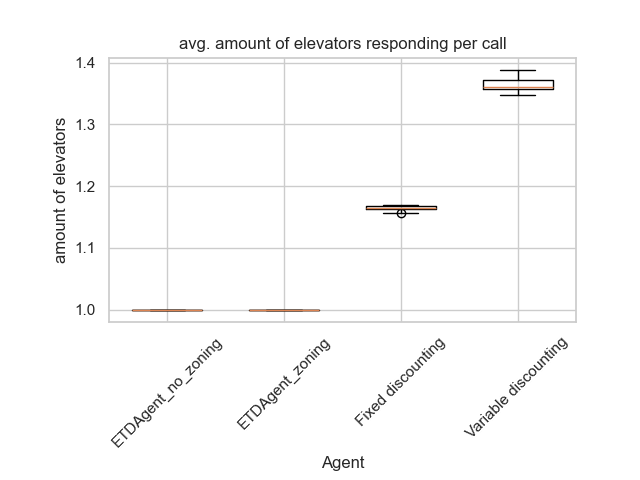 avg. amount of elevators responding per call
1.4
1.3
1.2
1.1
1.0
amount of elevators
ETDAgent_no_zoning
ETDAgent_zoning
Fixed discounting
Variable discounting
Agent